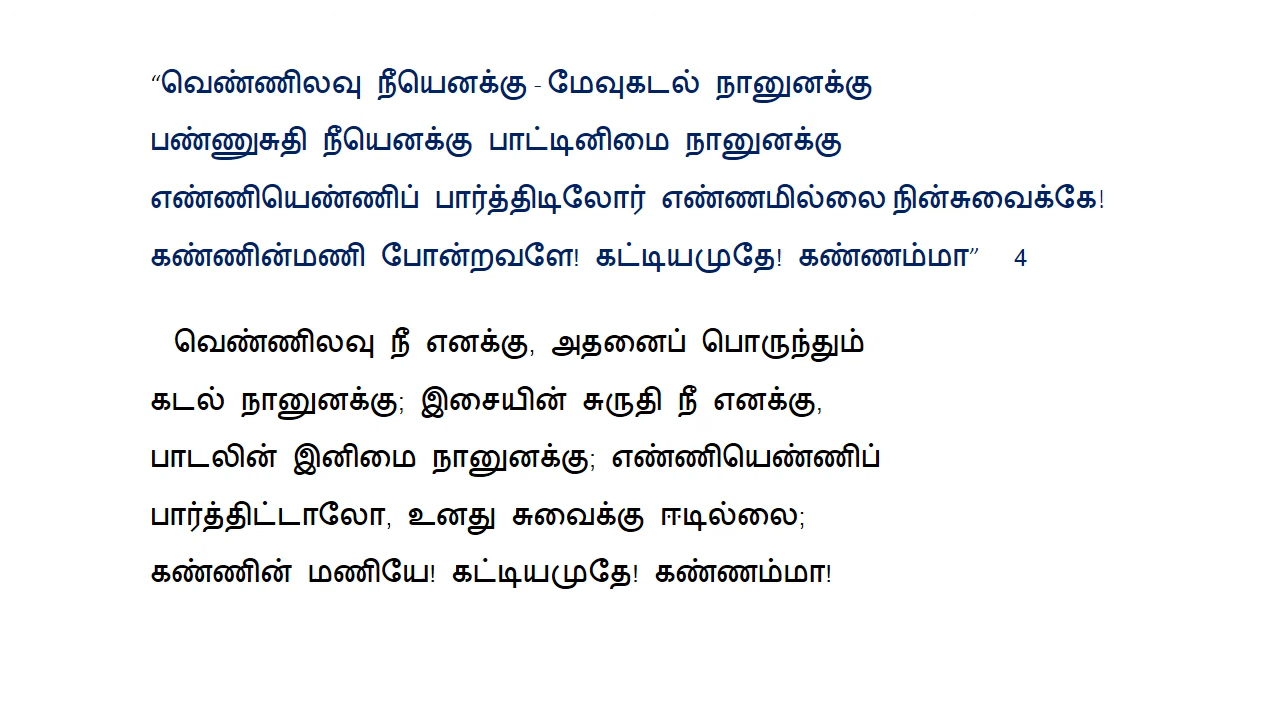 “வெண்ணிலவு நீயெனக்கு - மேவுகடல் நானுனக்கு
பண்ணுசுதி நீயெனக்கு பாட்டினிமை நானுனக்கு
எண்ணியெண்ணிப் பார்த்திடிலோர் எண்ணமில்லை நின்சுவைக்கே!
கண்ணின்மணி போன்றவளே! கட்டியமுதே! கண்ணம்மா” 4
வெண்ணிலவு நீ எனக்கு, அதனைப் பொருந்தும்
கடல் நானுனக்கு; இசையின் சுருதி நீ எனக்கு,
பாடலின் இனிமை நானுனக்கு; எண்ணியெண்ணிப்
பார்த்திட்டாலோ, உனது சுவைக்கு ஈடில்லை;
கண்ணின் மணியே! கட்டியமுதே! கண்ணம்மா!